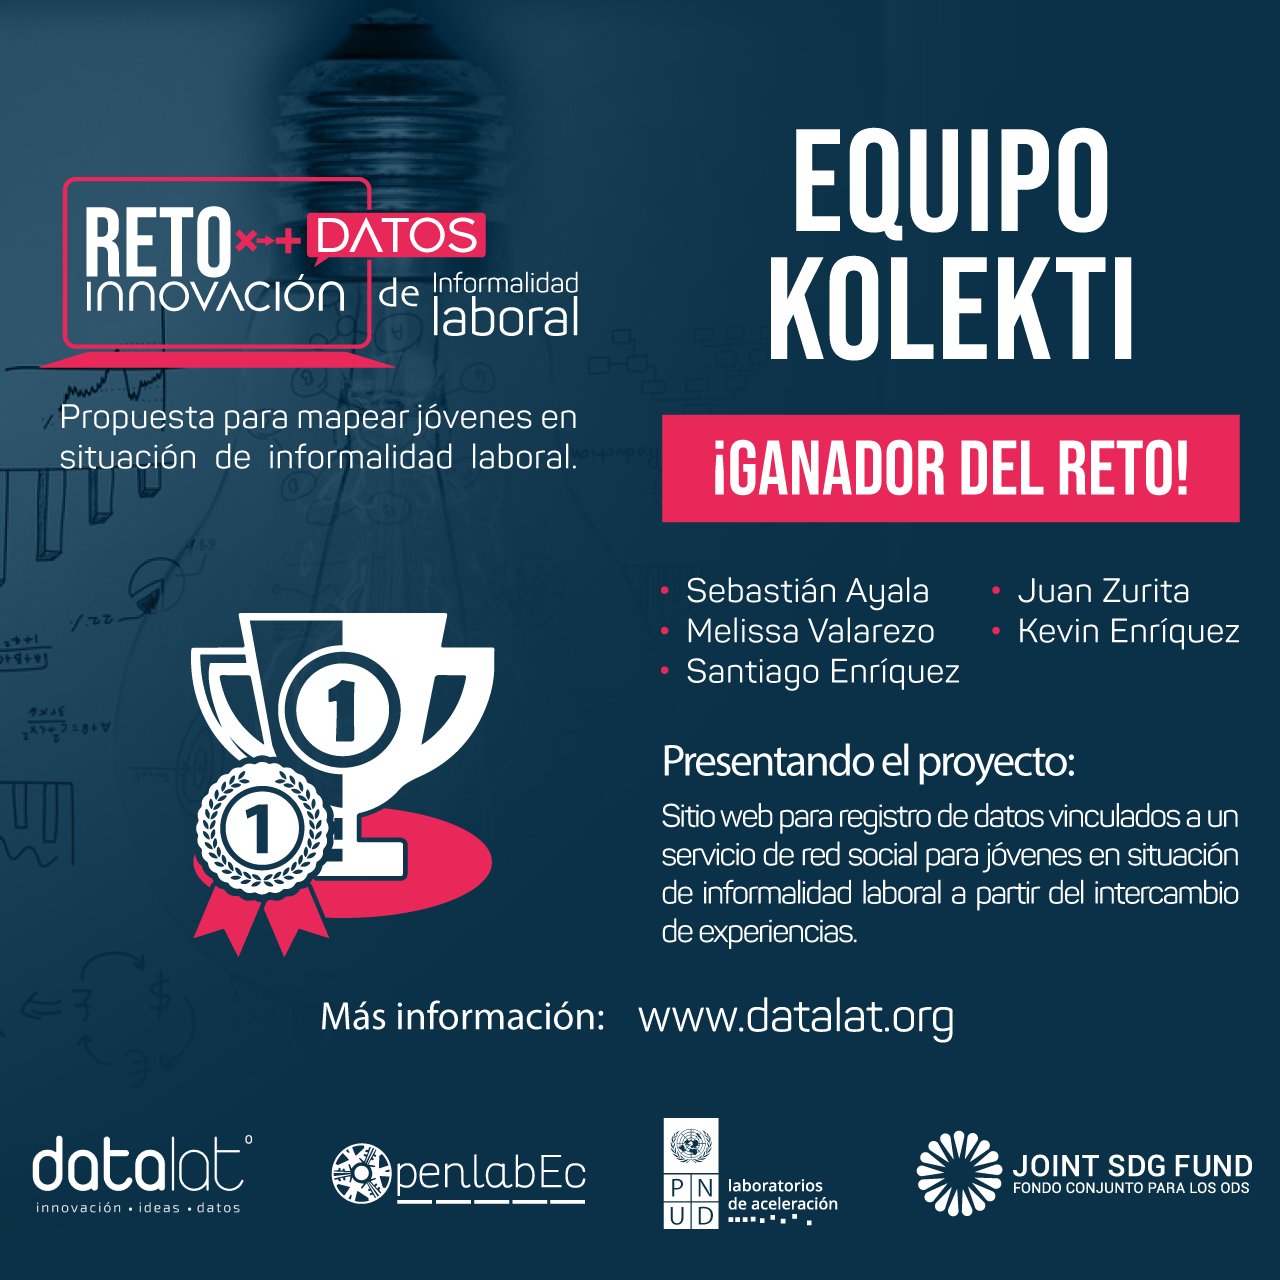 RETO
DATOS
INNOVACIÓN
de
Informalidad
laboral
Propuesta para mapear jóvenes en
situación de informalidad laboral.
EQUIPO
KOLEKTI
¡GANADOR DEL RETO!
• Sebastián Ayala
• Melissa Valarezo
• Santiago Enríquez
• Juan Zurita
• Kevin Enríquez
1
1
Presentando el proyecto:
Sitio web para registro de datos vinculados a un
servicio de red social para jóvenes en situación
de informalidad laboral a partir del intercambio
de experiencias.
Más información: www.datalat.org
datalat
innovación • ideas • datos
OpenlabEc
PN
UD
laboratorios
de aceleración
JOINT SDG FUND
FONDO CONJUNTO PARA LOS ODS